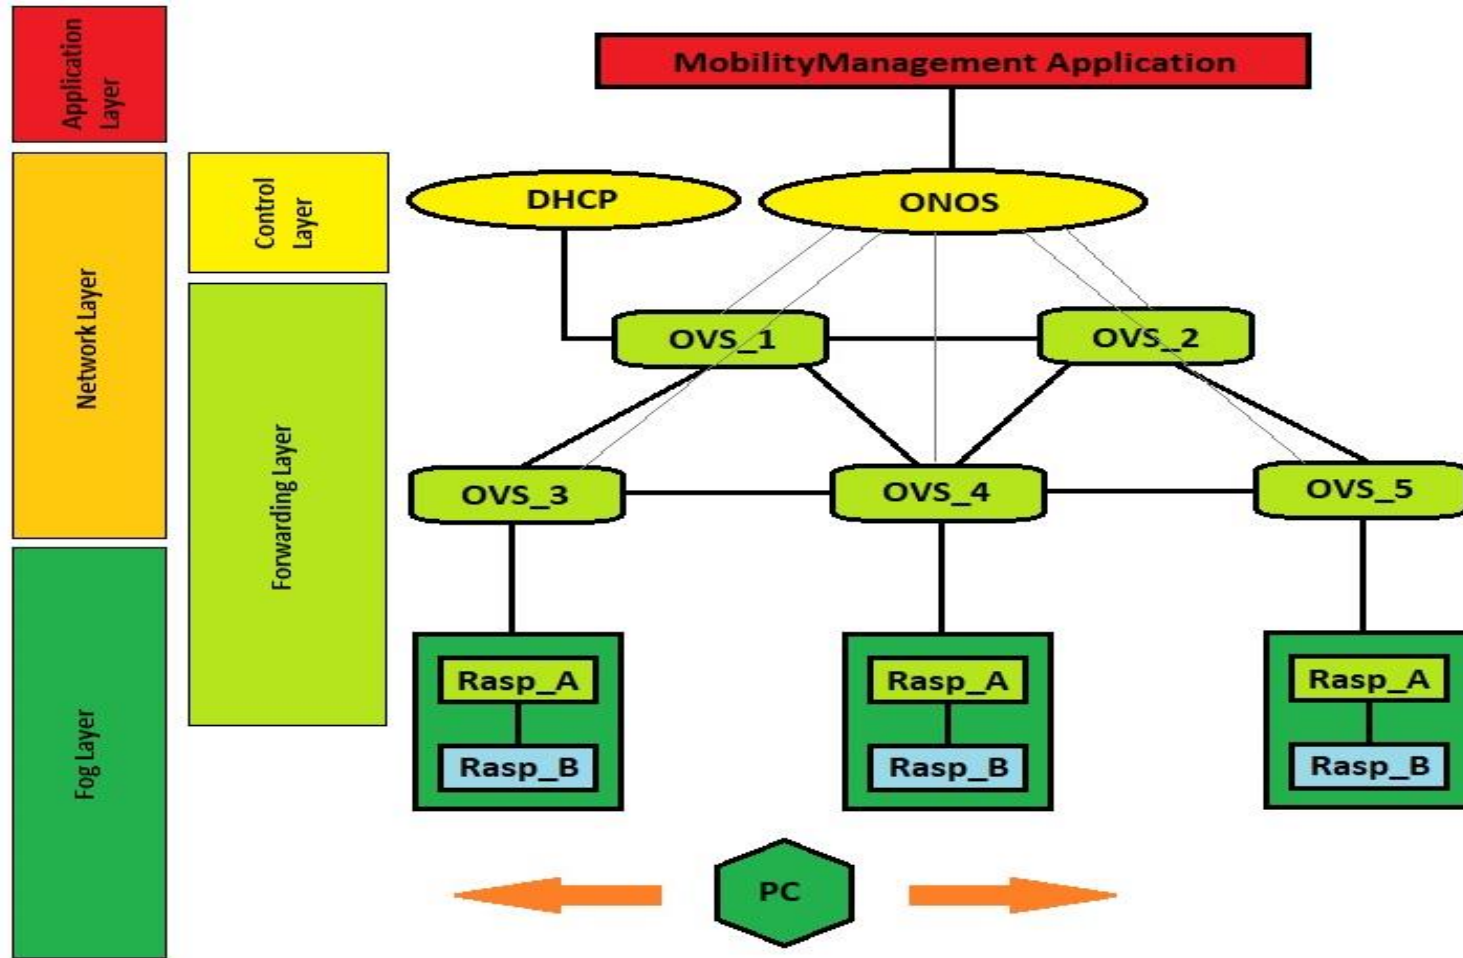 Application
Layer
MobilityManagement Application
Network Layer
Control
Layer
DHCP
ONOS
Forwarding Layer
OVS_1
OVS_2
OVS_3
OVS_4
OVS_5
Fog Layer
Rasp_A
Rasp_A
Rasp_A
Rasp_B
Rasp_B
Rasp_B
PC